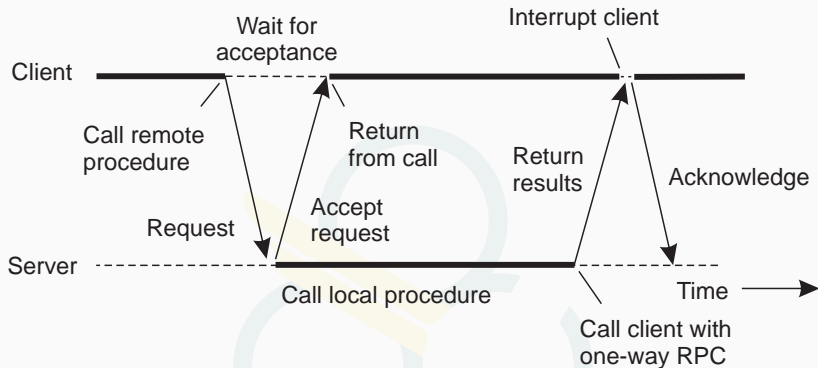 Interrupt client
Wait for
acceptance
Client
Call remote
procedure
Return
from call
Return
results
Acknowledge
Request
Accept
request
Server
Call local procedure
Time
Call client with
one-way RPC